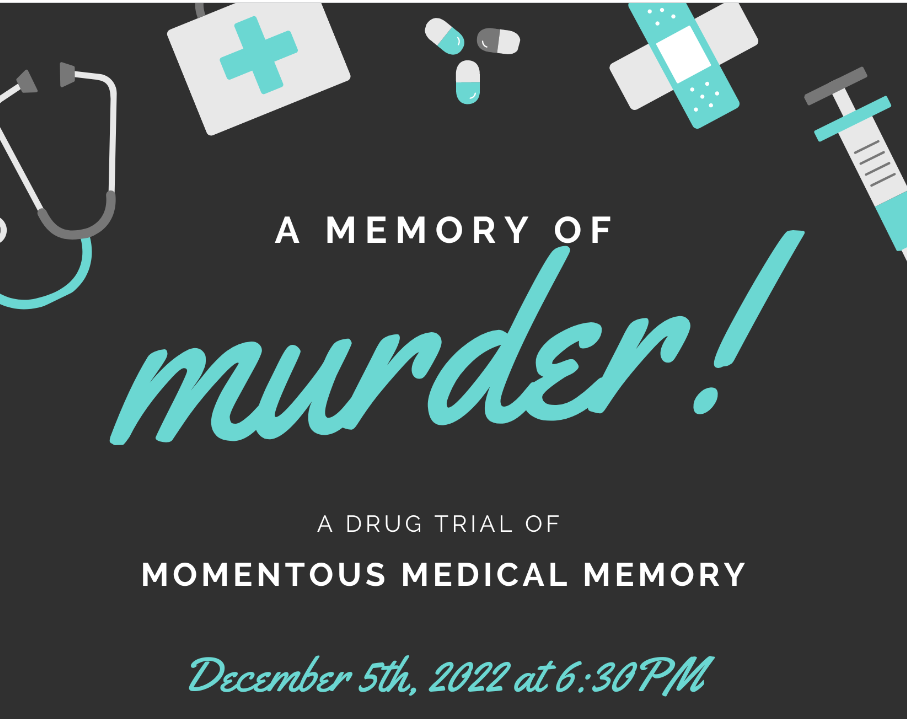 A MEMORY OF
murder!
A DRUG TRIAL OF
MOMENTOUS MEDICAL MEMORY
December 5th, 2022 at 6:30PM